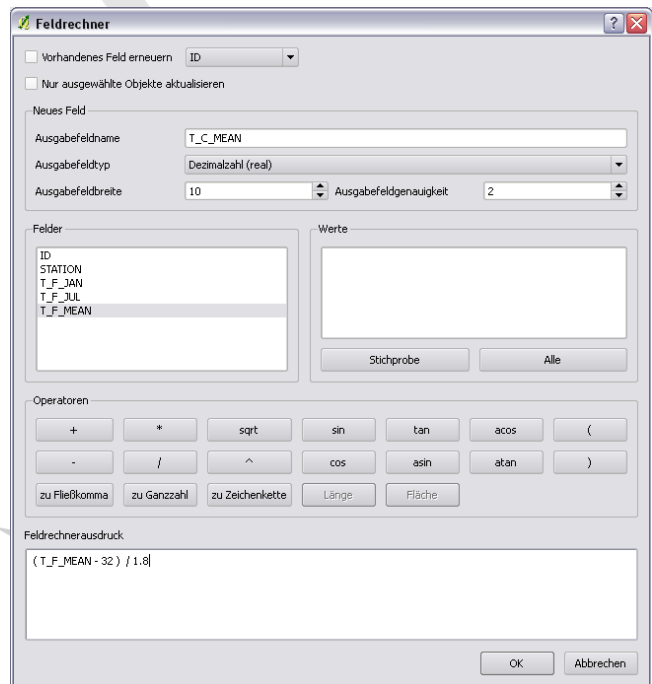 Feldrechner
Vorhandenes Feld erneuern ID
Nur ausgewählte Objekte aktualisieren
Neues Feld
Ausgabefeldname T_C_MEAN
Ausgabefeldtyp Dezimalzahl (real)
Ausgabefeldbreite 10 Ausgabefeldgenauigkeit 2
Felder Werte
ID
STATION
T_F_JAN
T_F_JUL
T_F_MEAN
Stichprobe Alle
Operatoren
+ * sqrt sin tan acos (
- / ^ cos asin atan )
zu Fließkomma zu Ganzzahl zu Zeichenkette Länge Fläche
Feldrechnerausdruck
( T_F_MEAN - 32 ) / 1.8
OK Abbrechen